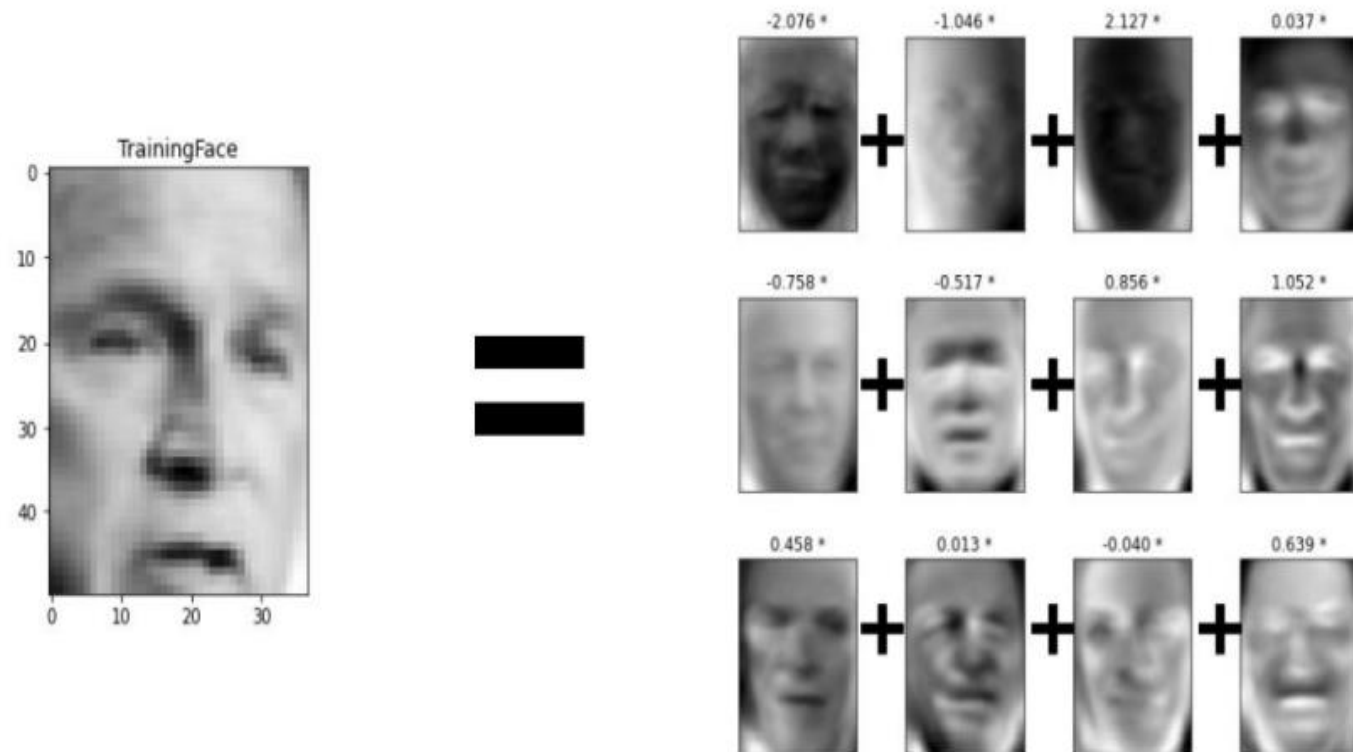 TrainingFace
0
10
20
30
40
0 10 20 30
=
-2.076 * -1.046 * 2.127 * 0.037 *
+ + +
-0.758 * -0.517 * 0.856 * 1.052 *
+ + +
0.458 * 0.013 * -0.040 * 0.639 *
+ + +